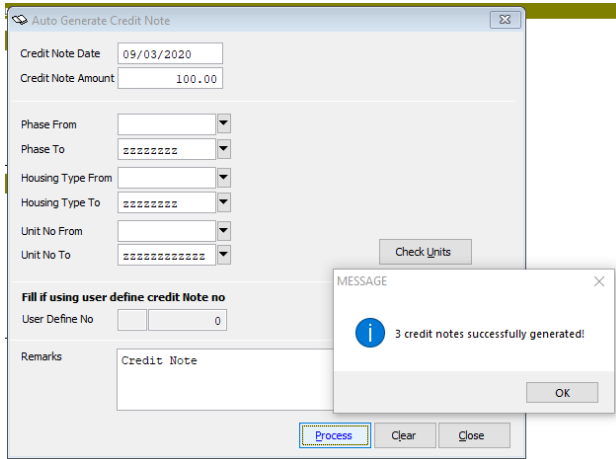 Auto Generate Credit Note
Credit Note Date 09/03/2020
Credit Note Amount 100.00
Phase From
Phase To zzzzzzzz
Housing Type From
Housing Type To zzzzzzzz
Unit No From
Unit No To zzzzzzzzzzzz
Check Units
MESSAGE
Fill if using user define credit Note no
User Define No 0
3 credit notes successfully generated!
Remarks Credit Note
OK
Process Clear Close